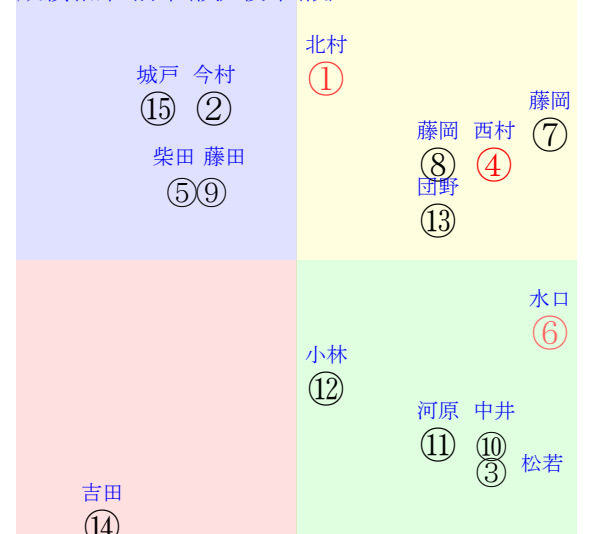 北村
①
城戸 今村
⑮ ②
藤岡
⑦
藤岡 西村
⑧ ④
柴田 藤田
⑤⑨
団野
⑬
水口
⑥
小林
⑫
河原 中井
⑪ ⑩
③ 松若
吉田
⑭